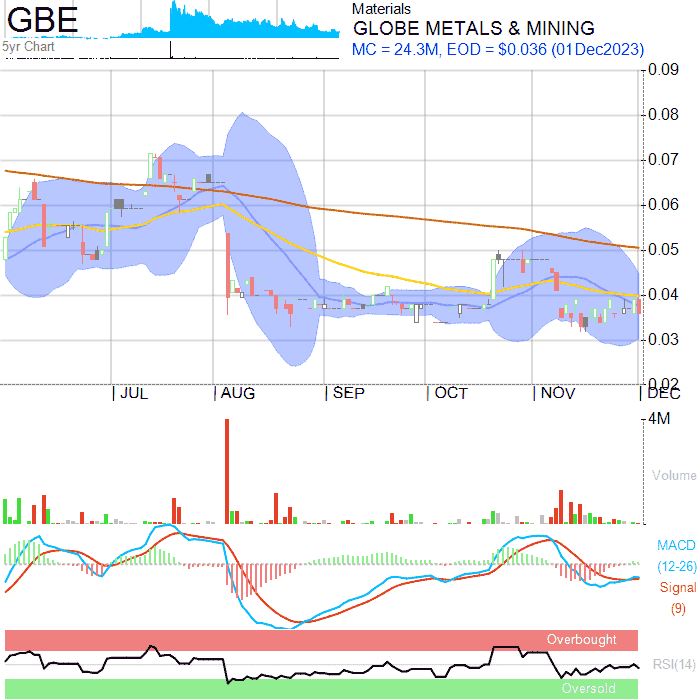 GBE
Materials
GLOBE METALS & MINING
5yr Chart
MC = 24.3M, EOD = $0.036 (01Dec2023)
0.09
0.08
0.07
0.06
0.05
0.04
0.03
0.02
JUL
AUG
SEP
OCT
NOV
DEC
4M
Volume
MACD
(12-26)
Signal
(9)
Overbought
RSI(14)
Oversold